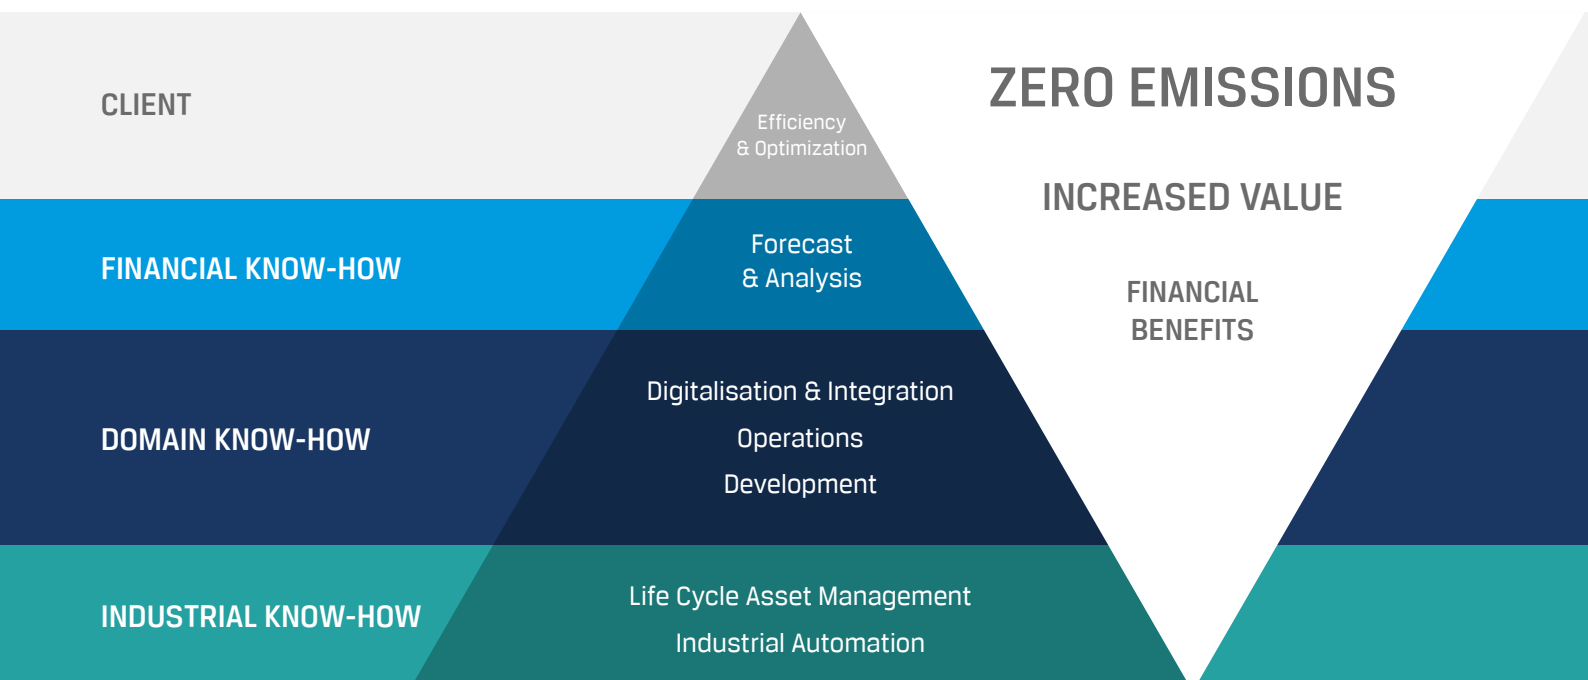 CLIENT
Efficiency
& Optimization
ZERO EMISSIONS
INCREASED VALUE
FINANCIAL KNOW-HOW
Forecast
& Analysis
FINANCIAL
BENEFITS
DOMAIN KNOW-HOW
Digitalisation & Integration
Operations
Development
INDUSTRIAL KNOW-HOW
Life Cycle Asset Management
Industrial Automation